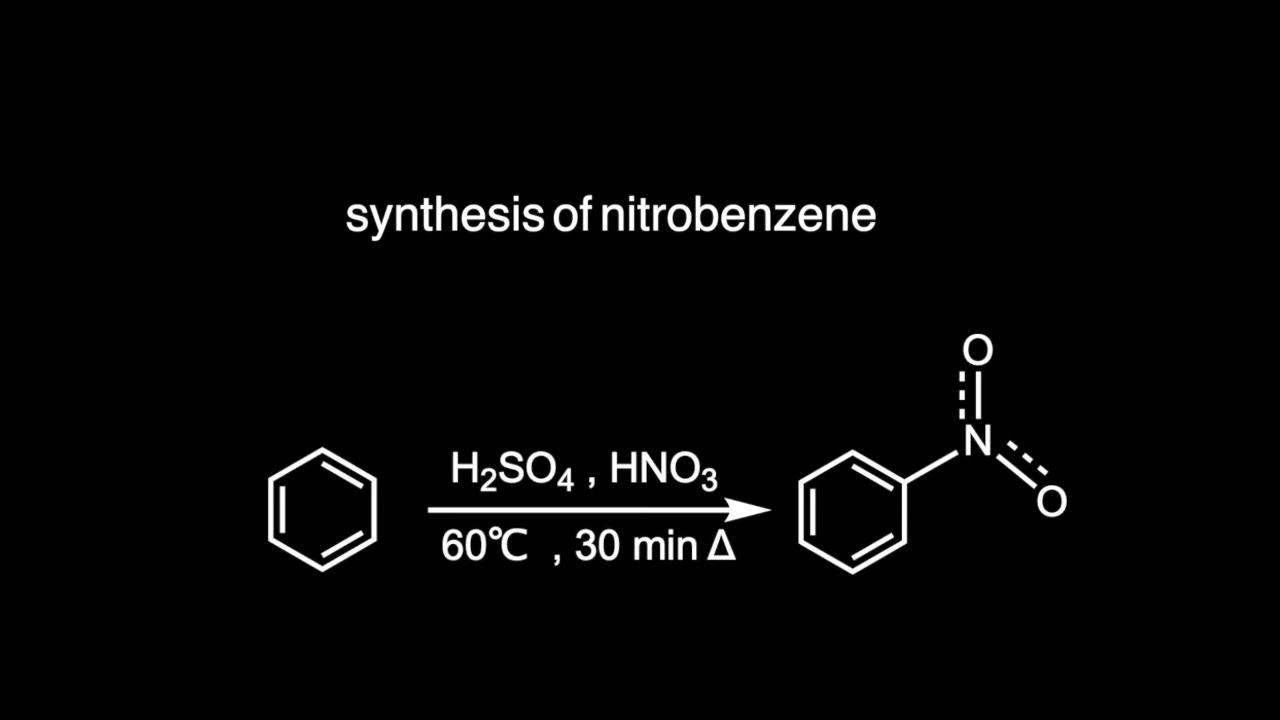 synthesis of nitrobenzene
O
H₂SO₄ , HNO₃
N
60℃ , 30 min Δ
O